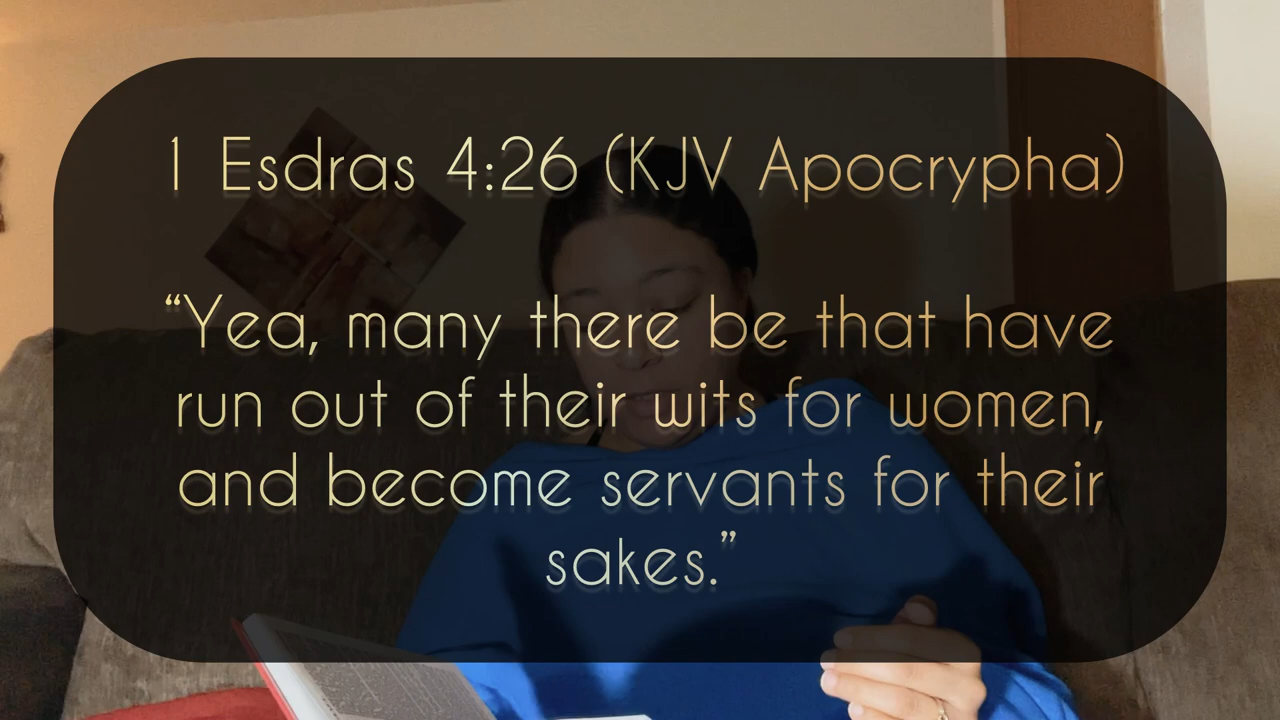 1 Esdras 4:26 (KJV Apocrypha)
“Yea, many there be that have
run out of their wits for women,
and become servants for their
sakes.”